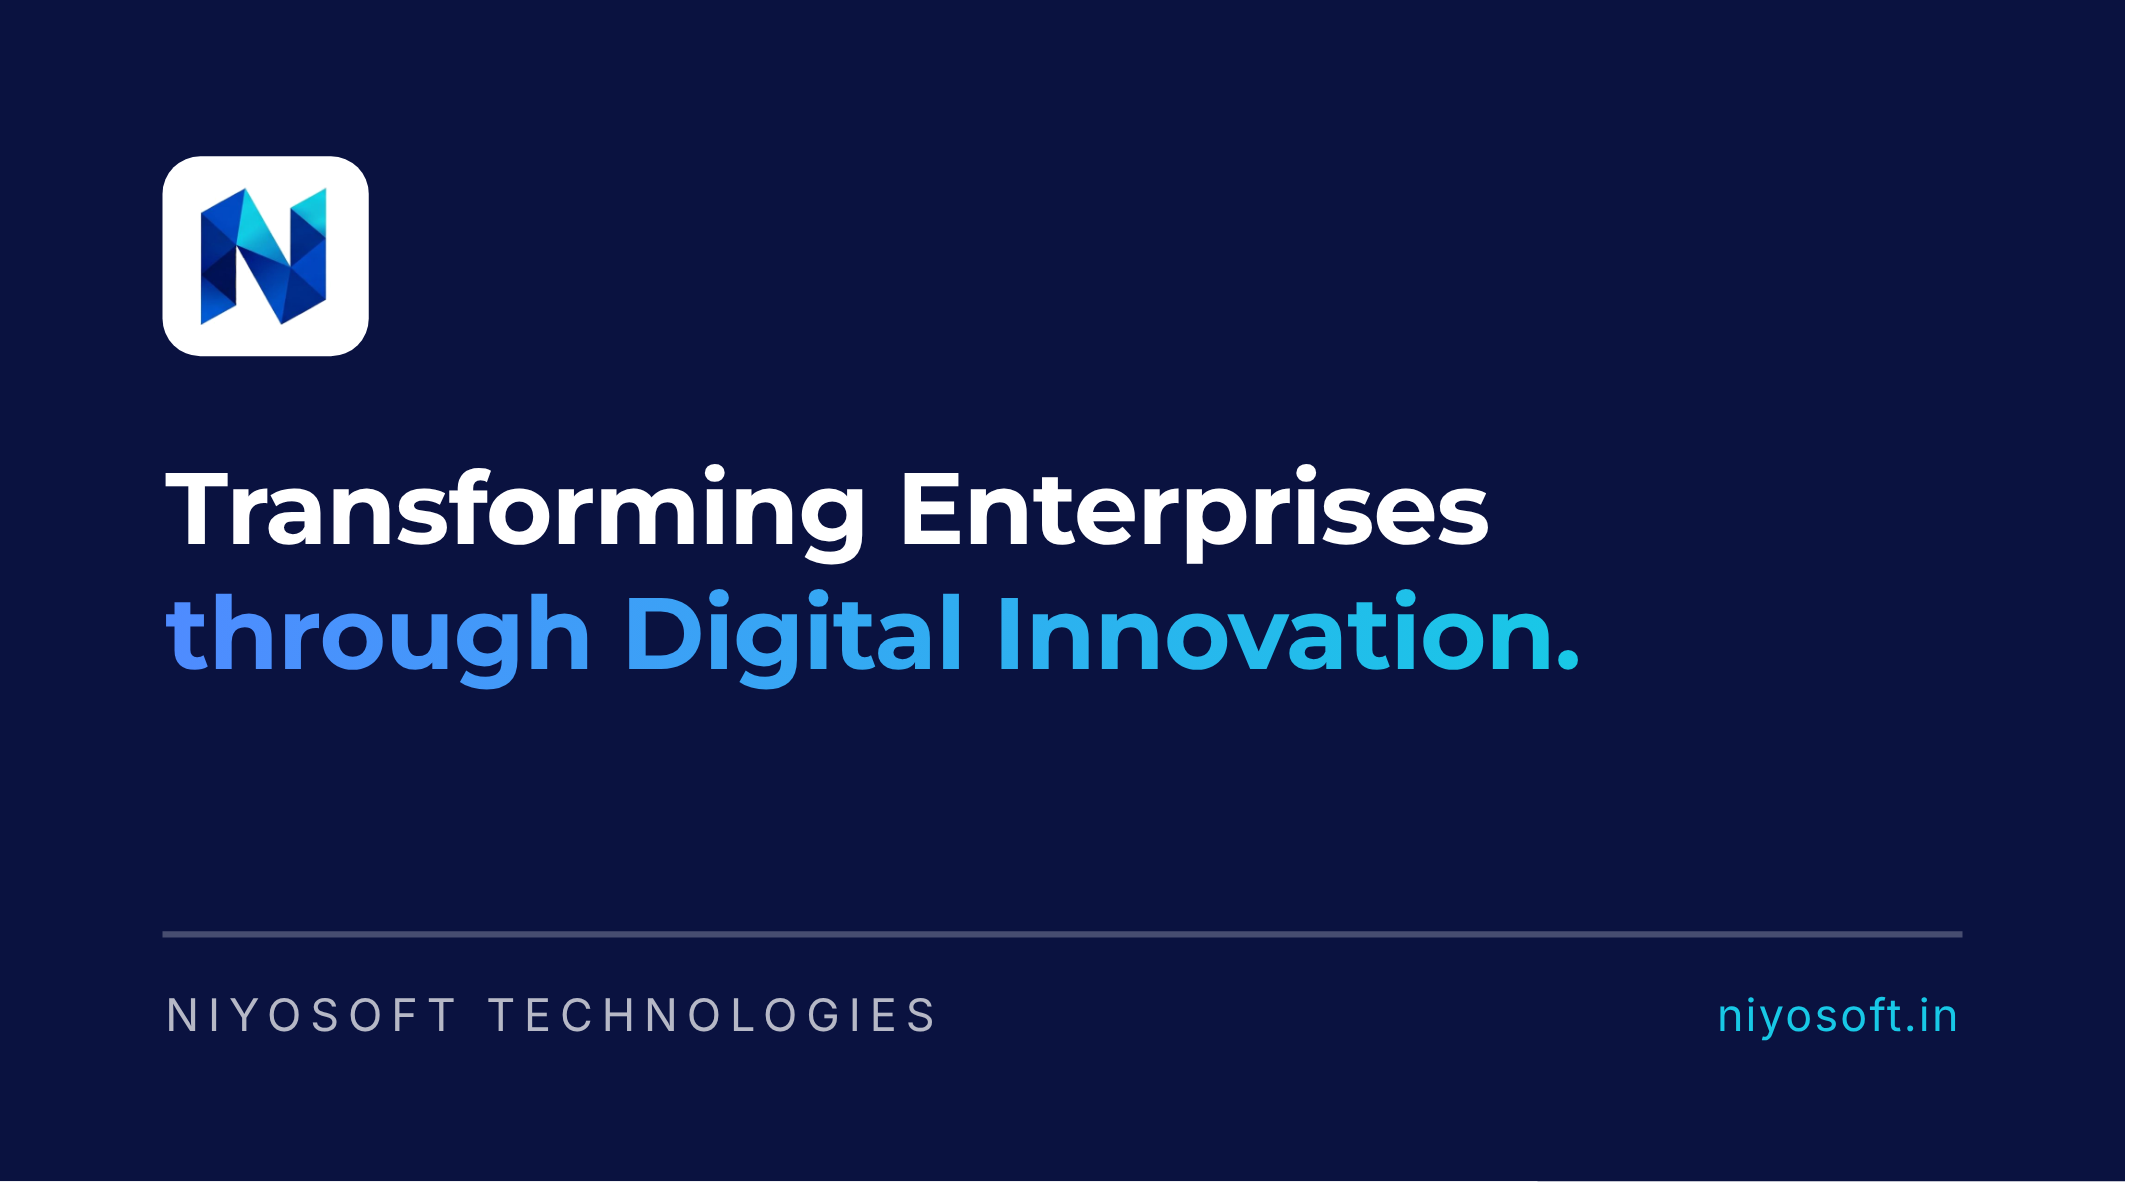 Transforming Enterprises
through Digital Innovation.
NIYOSOFT TECHNOLOGIES
niyosoft.in